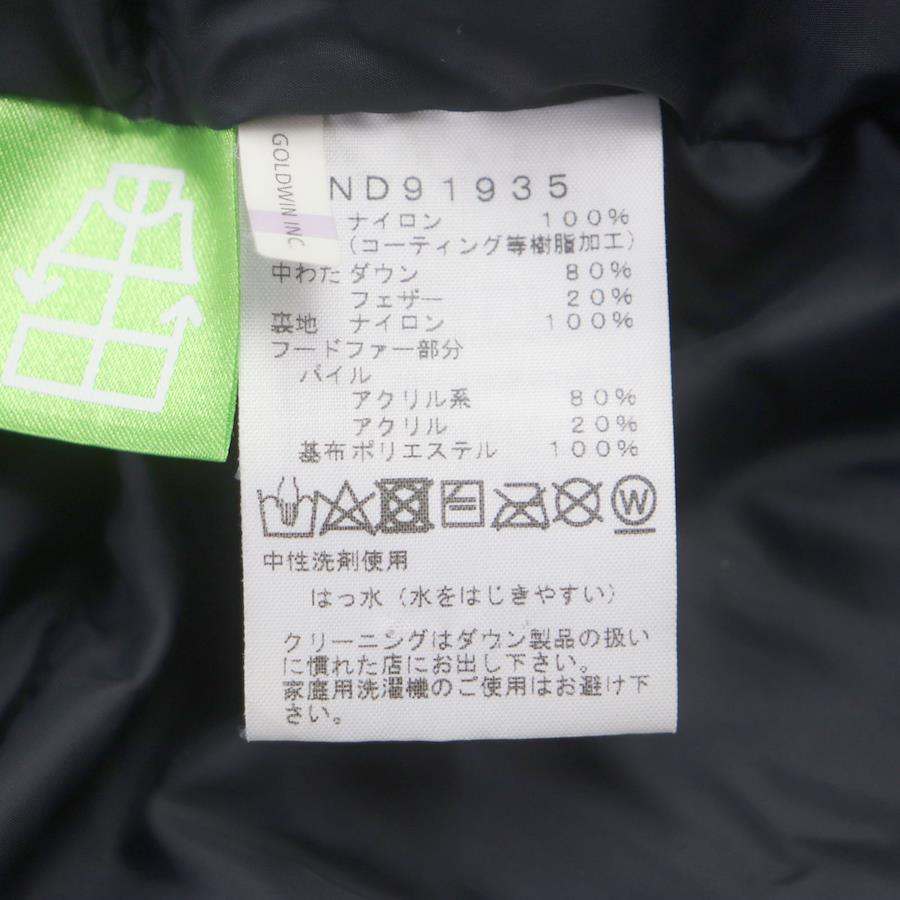 GOLDWIN INC
ND91935
ナイロン 100%
(コーティング等樹脂加工)
中わた ダウン 80%
フェザー 20%
裏地 ナイロン 100%
フードファー部分
パイル
アクリル系 80%
アクリル 20%
基布 ポリエステル 100%
W
中性洗剤使用
はっ水（水をはじきやすい）
クリーニングはダウン製品の扱い
に慣れた店にお出し下さい。
家庭用洗濯機のご使用はお避け下
さい。